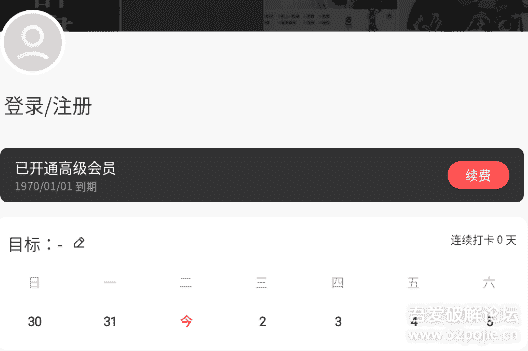 登录/注册
已开通高级会员
1970/01/01 到期
续费
目标：-
连续打卡 0 天
日 一 二 三 四 五 六
30 31 今 2 3 4 5
吾爱破解论坛
www.52pojie.cn